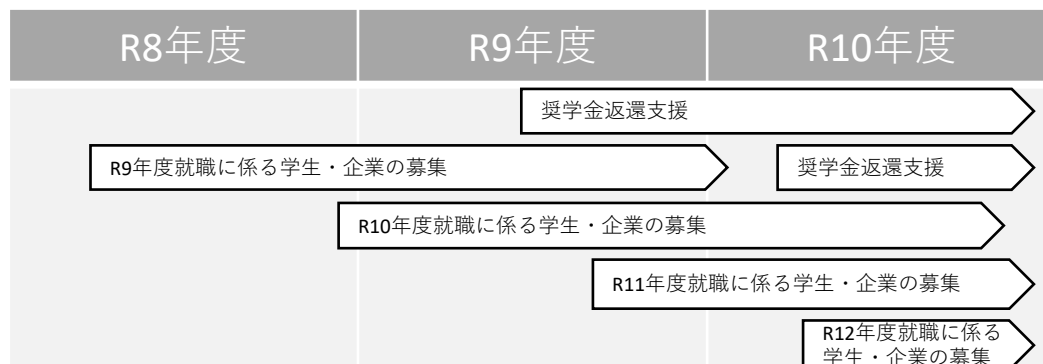 R8年度 R9年度 R10年度
奨学金返還支援
R9年度就職に係る学生・企業の募集 奨学金返還支援
R10年度就職に係る学生・企業の募集
R11年度就職に係る学生・企業の募集
R12年度就職に係る
学生・企業の募集